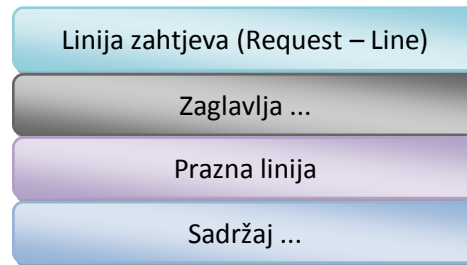 Linija zahtjeva (Request – Line)
Zaglavlja ...
Prazna linija
Sadržaj ...